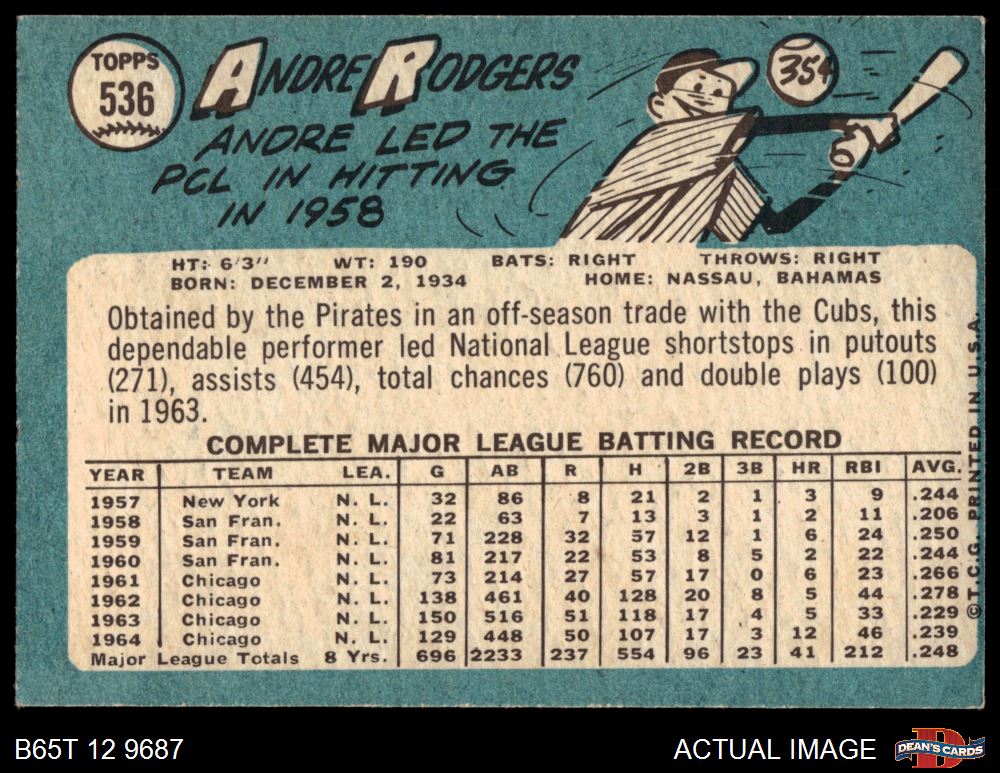 TOPPS
536
ANDRE RODGERS
ANDRE LED THE
PCL IN HITTING
IN 1958
354
HT: 6'3" WT: 190 BATS: RIGHT THROWS: RIGHT
BORN: DECEMBER 2, 1934 HOME: NASSAU, BAHAMAS
Obtained by the Pirates in an off-season trade with the Cubs, this
dependable performer led National League shortstops in putouts
(271), assists (454), total chances (760) and double plays (100)
in 1963.
COMPLETE MAJOR LEAGUE BATTING RECORD
YEAR TEAM LEA. G AB R H 2B 3B HR RBI AVG.
1957 New York N. L. 32 86 8 21 2 1 3 9 .244
1958 San Fran. N. L. 22 63 7 13 3 1 2 11 .206
1959 San Fran. N. L. 71 228 32 57 12 1 6 24 .250
1960 San Fran. N. L. 81 217 22 53 8 5 2 22 .244
1961 Chicago N. L. 73 214 27 57 17 0 6 23 .266
1962 Chicago N. L. 138 461 40 128 20 8 5 44 .278
1963 Chicago N. L. 150 516 51 118 17 4 5 33 .229
1964 Chicago N. L. 129 448 50 107 17 3 12 46 .239
Major League Totals 8 Yrs. 696 2233 237 554 96 23 41 212 .248
©T.C.G. PRINTED IN U.S.A.
B65T 12 9687
ACTUAL IMAGE
D
DEAN'S CARDS